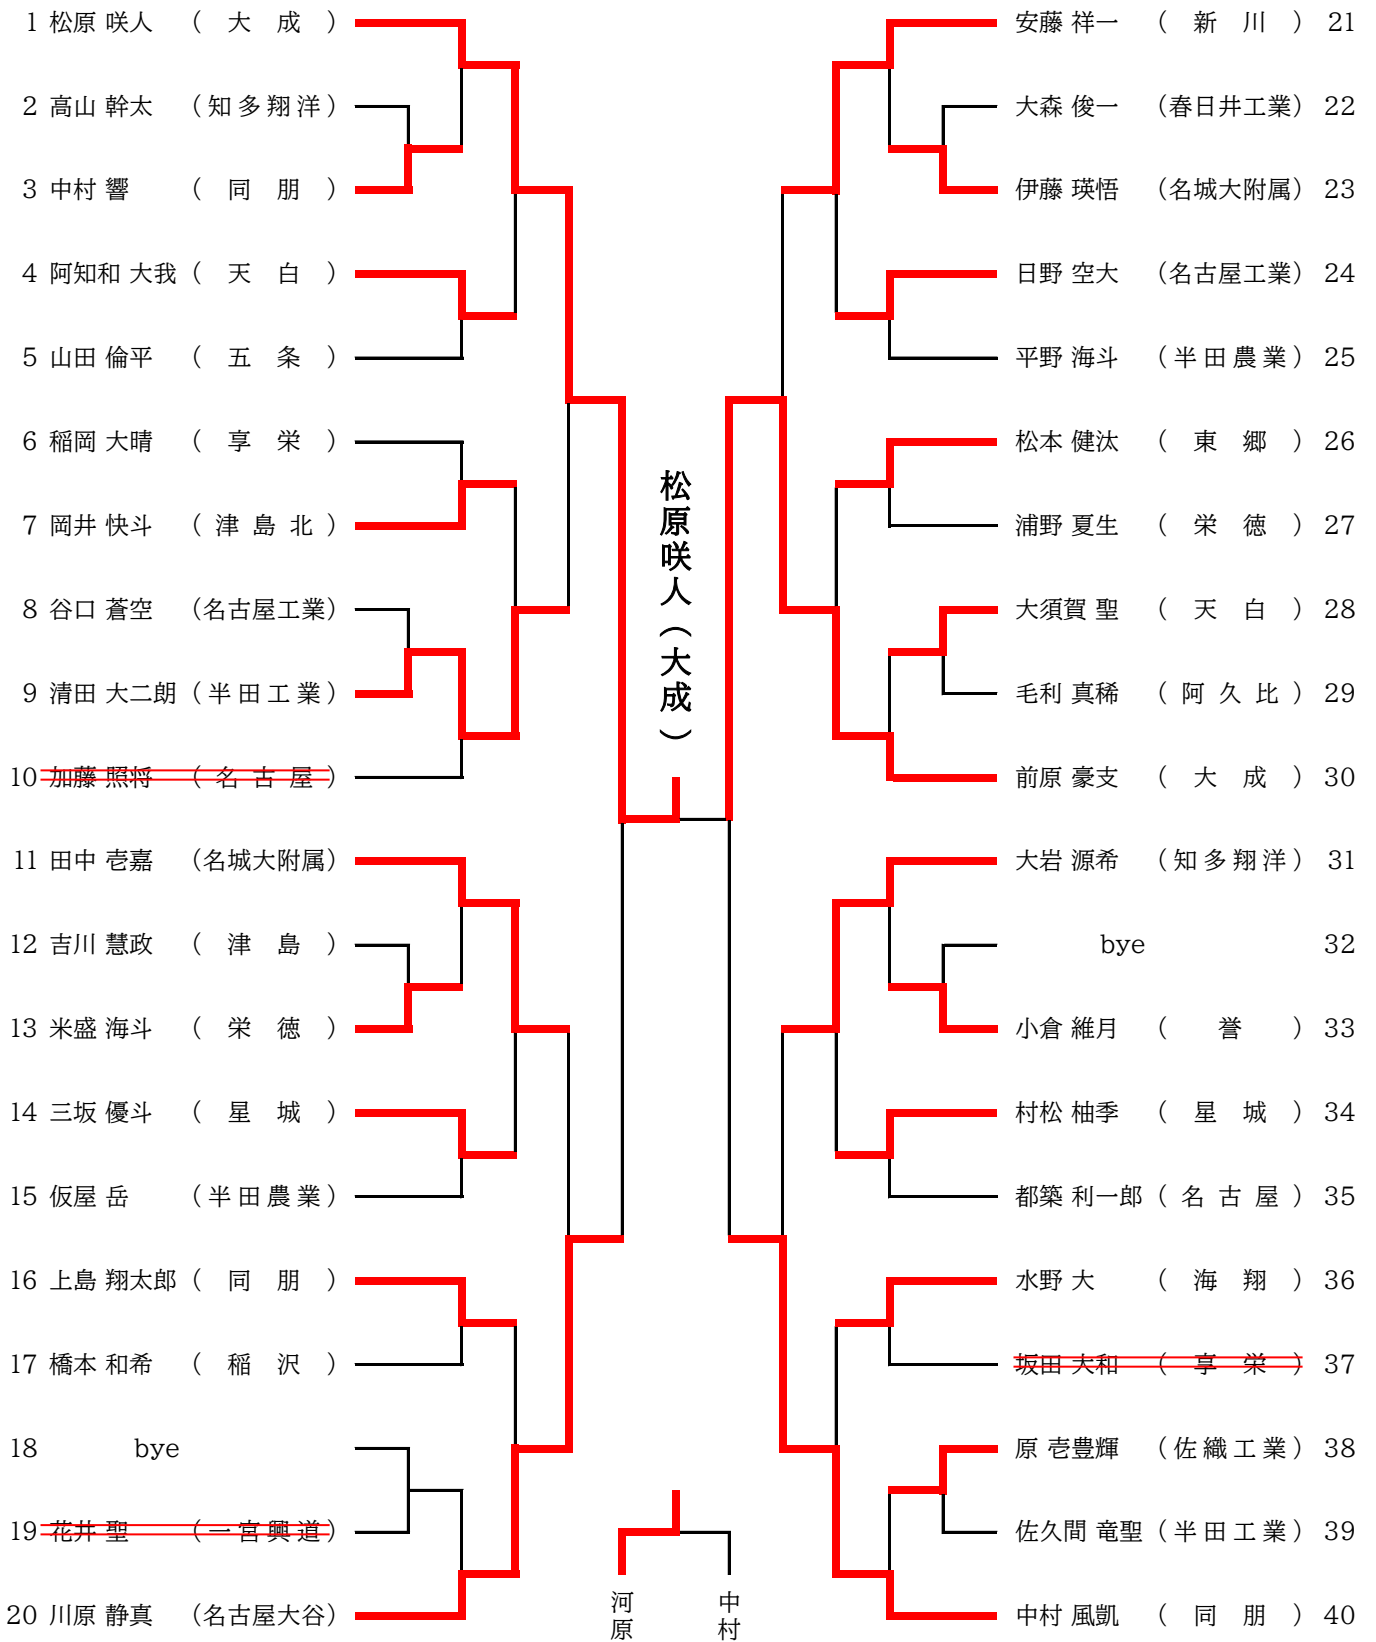 1 松原 咲人 ( 大 成 )
2 高山 幹太 (知多翔洋)
3 中村 響 ( 同 朋 )
4 阿知和 大我 ( 天 白 )
5 山田 倫平 ( 五 条 )
6 稲岡 大晴 ( 享 栄 )
7 岡井 快斗 ( 津 島 北 )
8 谷口 蒼空 (名古屋工業)
9 清田 大二朗 (半田工業)
10 加藤 照将 ( 名 古 屋 )
11 田中 壱嘉 (名城大附属)
12 吉川 慧政 ( 津 島 )
13 米盛 海斗 ( 栄 徳 )
14 三坂 優斗 ( 星 城 )
15 仮屋 岳 (半田農業)
16 上島 翔太郎 ( 同 朋 )
17 橋本 和希 ( 稲 沢 )
18 bye
19 花井 聖 (一宮興道)
20 川原 静真 (名古屋大谷)
松原咲人(大成)
河原
中村
安藤 祥一 ( 新 川 ) 21
大森 俊一 (春日井工業) 22
伊藤 瑛悟 (名城大附属) 23
日野 空大 (名古屋工業) 24
平野 海斗 (半田農業) 25
松本 健汰 ( 東 郷 ) 26
浦野 夏生 ( 栄 徳 ) 27
大須賀 聖 ( 天 白 ) 28
毛利 真稀 ( 阿 久 比 ) 29
前原 豪支 ( 大 成 ) 30
大岩 源希 (知多翔洋) 31
bye 32
小倉 維月 ( 誉 ) 33
村松 柚季 ( 星 城 ) 34
都築 利一郎 ( 名 古 屋 ) 35
水野 大 ( 海 翔 ) 36
坂田 大和 ( 享 栄 ) 37
原 壱豊輝 (佐織工業) 38
佐久間 竜聖 (半田工業) 39
中村 風凱 ( 同 朋 ) 40